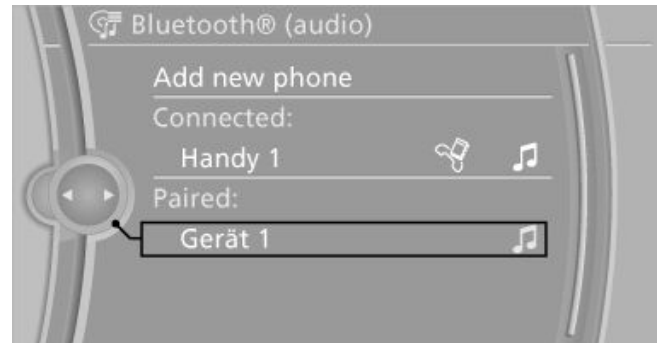 Bluetooth® (audio)
Add new phone
Connected:
Handy 1
Paired:
Gerät 1